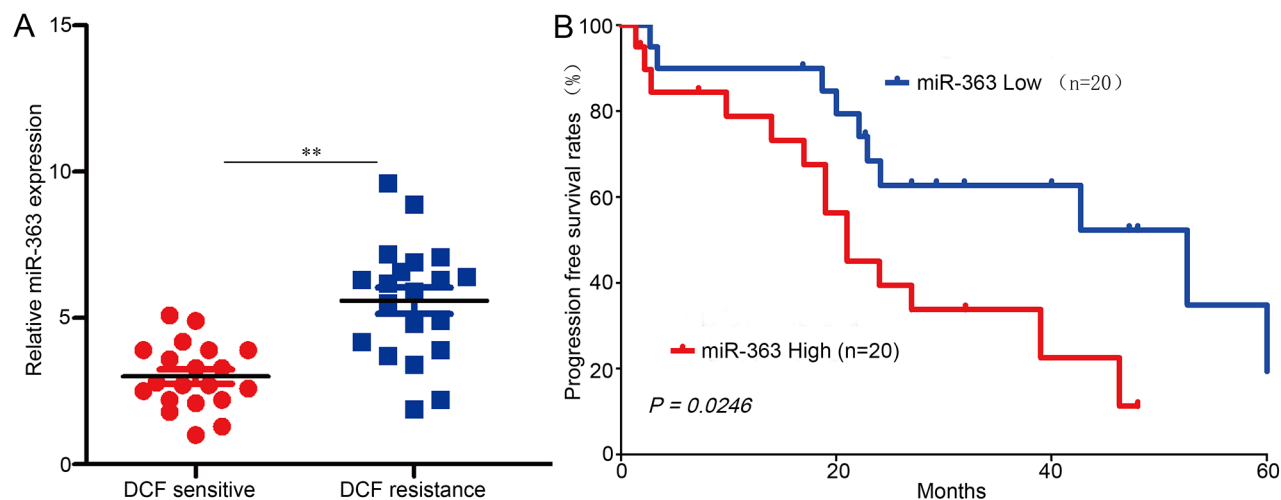 A
Relative miR-363 expression
15
10
5
0
**
DCF sensitive
DCF resistance
B
Progression free survival rates (%)
100
80
60
40
20
0
miR-363 Low (n=20)
miR-363 High (n=20)
P = 0.0246
0
20
40
60
Months